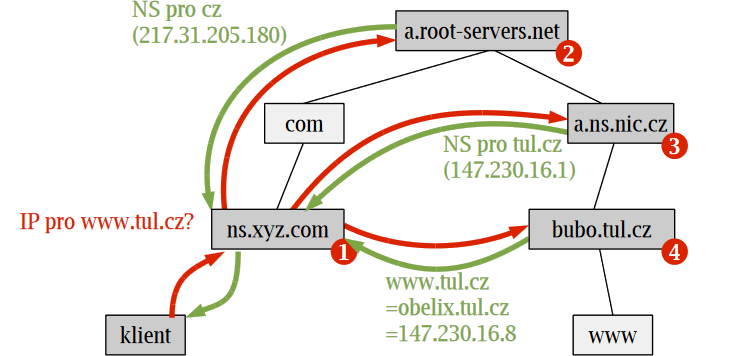 NS pro cz
(217.31.205.180)
a.root-servers.net
2
com
a.ns.nic.cz
3
NS pro tul.cz
(147.230.16.1)
IP pro www.tul.cz?
ns.xyz.com
1
bubo.tul.cz
4
www.tul.cz
=obelix.tul.cz
=147.230.16.8
klient
www